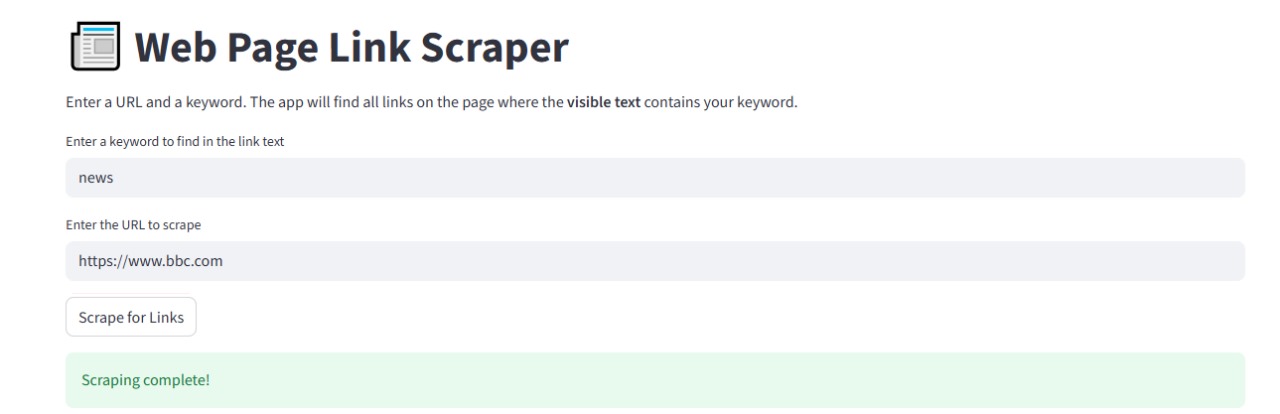 Web Page Link Scraper
Enter a URL and a keyword. The app will find all links on the page where the visible text contains your keyword.
Enter a keyword to find in the link text
news
Enter the URL to scrape
https://www.bbc.com
Scrape for Links
Scraping complete!